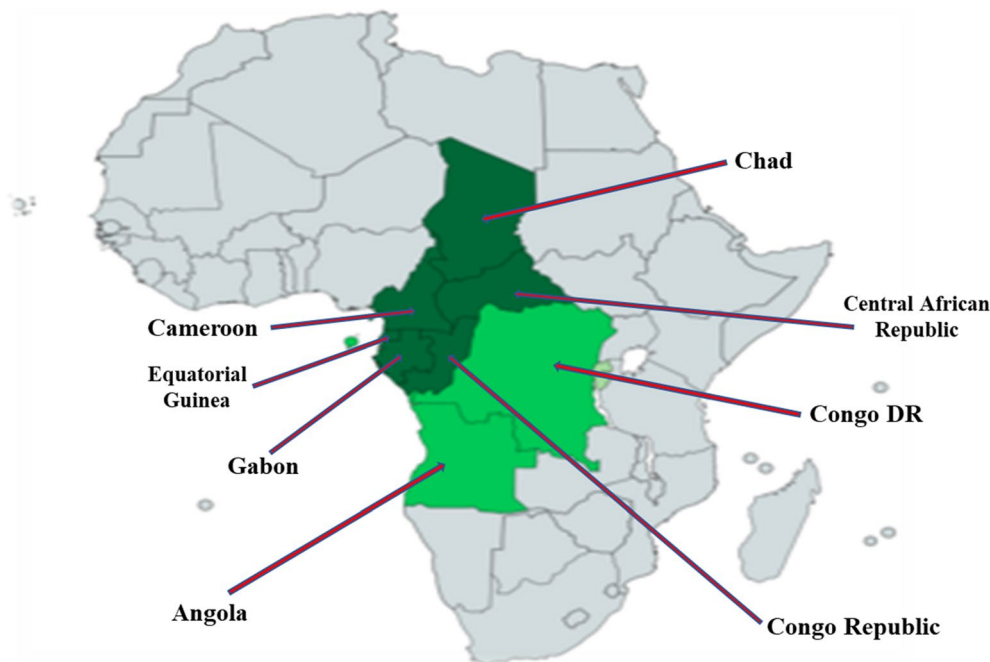 Chad
Central African
Republic
Cameroon
Equatorial
Guinea
Congo DR
Gabon
Angola
Congo Republic